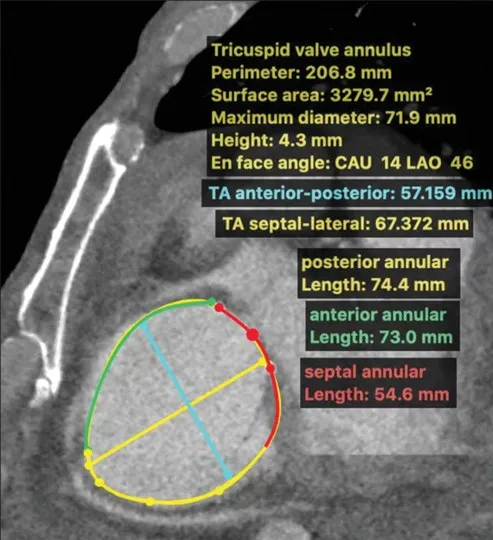 Tricuspid valve annulus
Perimeter: 206.8 mm
Surface area: 3279.7 mm²
Maximum diameter: 71.9 mm
Height: 4.3 mm
En face angle: CAU 14 LAO 46
TA anterior-posterior: 57.159 mm
TA septal-lateral: 67.372 mm
posterior annular
Length: 74.4 mm
anterior annular
Length: 73.0 mm
septal annular
Length: 54.6 mm